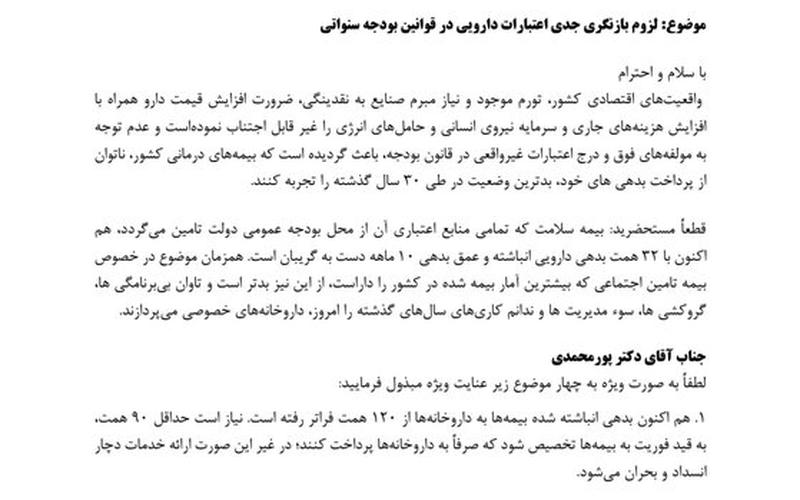 موضوع: لزوم بازنگری جدی اعتبارات دارویی در قوانین بودجه سنواتی
با سلام و احترام
واقعیت‌های اقتصادی کشور، تورم موجود و نیاز مبرم صنایع به نقدینگی، ضرورت افزایش قیمت دارو همراه با
افزایش هزینه‌های جاری و سرمایه نیروی انسانی و حامل‌های انرژی را غیر قابل اجتناب نموده‌است و عدم توجه
به مولفه‌های فوق و درج اعتبارات غیرواقعی در قانون بودجه، باعث گردیده است که بیمه‌های درمانی کشور، ناتوان
از پرداخت بدهی های خود، بدترین وضعیت در طی ۳۰ سال گذشته را تجربه کنند.
قطعاً مستحضرید: بیمه سلامت که تمامی منابع اعتباری آن از محل بودجه عمومی دولت تامین می‌گردد، هم
اکنون با ۳۲ همت بدهی دارویی انباشته و عمق بدهی ۱۰ ماهه دست به گریبان است. همزمان موضوع در خصوص
بیمه تامین اجتماعی که بیشترین آمار بیمه شده در کشور را داراست، از این نیز بدتر است و تاوان بی‌برنامگی ها،
گروکشی ها، سوء مدیریت ها و ندانم کاری‌های سال‌های گذشته را امروز، داروخانه‌های خصوصی می‌پردازند.
جناب آقای دکتر پورمحمدی
لطفاً به صورت ویژه به چهار موضوع زیر عنایت ویژه مبذول فرمایید:
۱. هم اکنون بدهی انباشته شده بیمه‌ها به داروخانه‌ها از ۱۲۰ همت فراتر رفته است. نیاز است حداقل ۹۰ همت،
به قید فوریت به بیمه‌ها تخصیص شود که صرفاً به داروخانه‌ها پرداخت کنند؛ در غیر این صورت ارائه خدمات دچار
انسداد و بحران می‌شود.